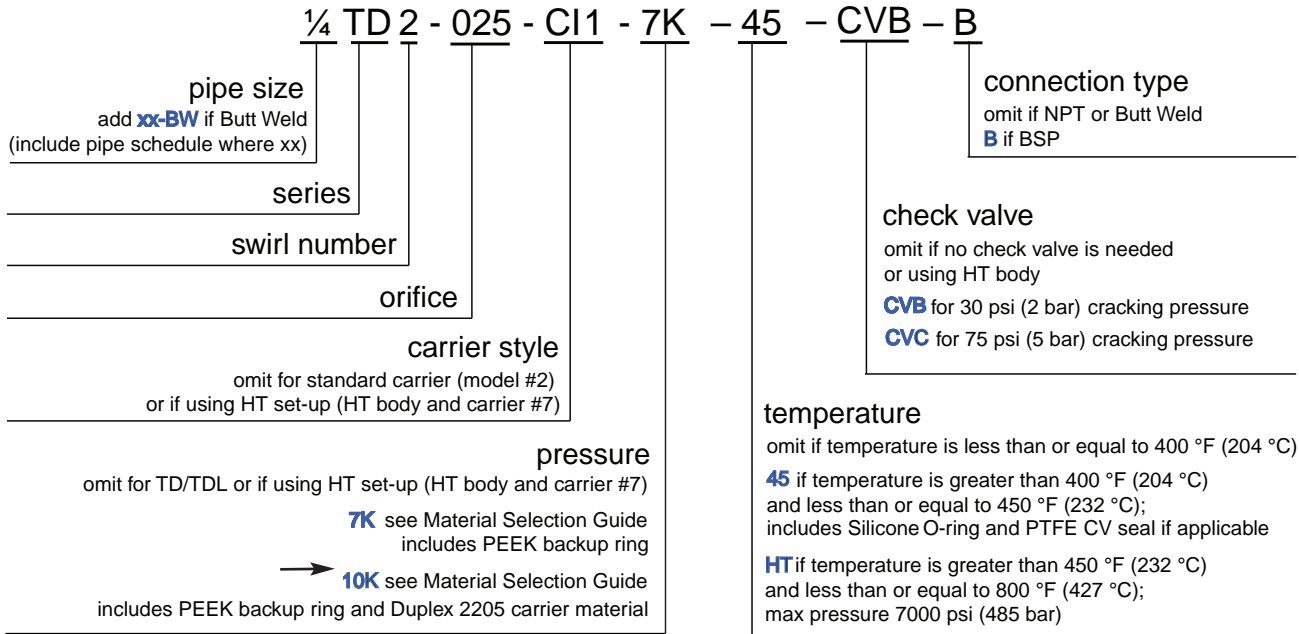 ¼ TD 2 - 025 - CI1 - 7K – 45 – CVB – B
pipe size
add xx-BW if Butt Weld
(include pipe schedule where xx)
series
swirl number
orifice
carrier style
omit for standard carrier (model #2)
or if using HT set-up (HT body and carrier #7)
pressure
omit for TD/TDL or if using HT set-up (HT body and carrier #7)
7K see Material Selection Guide
includes PEEK backup ring
10K see Material Selection Guide
includes PEEK backup ring and Duplex 2205 carrier material
connection type
omit if NPT or Butt Weld
B if BSP
check valve
omit if no check valve is needed
or using HT body
CVB for 30 psi (2 bar) cracking pressure
CVC for 75 psi (5 bar) cracking pressure
temperature
omit if temperature is less than or equal to 400 °F (204 °C)
45 if temperature is greater than 400 °F (204 °C)
and less than or equal to 450 °F (232 °C);
includes Silicone O-ring and PTFE CV seal if applicable
HT if temperature is greater than 450 °F (232 °C)
and less than or equal to 800 °F (427 °C);
max pressure 7000 psi (485 bar)